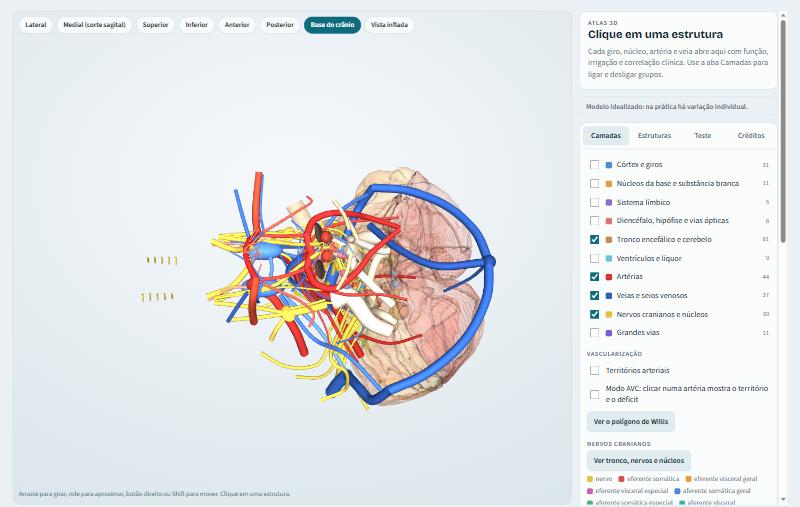 Lateral
Medial (corte sagital)
Superior
Inferior
Anterior
Posterior
Base do crânio
Vista inflada
Arraste para girar, role para aproximar, botão direito ou Shift para mover. Clique em uma estrutura.
ATLAS 3D
Clique em uma estrutura
Cada giro, núcleo, artéria e veia abre aqui com função,
irrigação e correlação clínica. Use a aba Camadas para
ligar e desligar grupos.
Modelo idealizado: na prática há variação individual.
Camadas
Estruturas
Teste
Créditos
Córtex e giros 31
Núcleos da base e substância branca 11
Sistema límbico 5
Diencéfalo, hipófise e vias ópticas 8
Tronco encefálico e cerebelo 81
Ventrículos e líquor 9
Artérias 44
Veias e seios venosos 37
Nervos cranianos e núcleos 30
Grandes vias 11
VASCULARIZAÇÃO
Territórios arteriais
Modo AVC: clicar numa artéria mostra o território
e o déficit
Ver o polígono de Willis
NERVOS CRANIANOS
Ver tronco, nervos e núcleos
nervo eferente somática eferente visceral geral
eferente visceral especial aferente somática geral
aferente somática especial aferente visceral